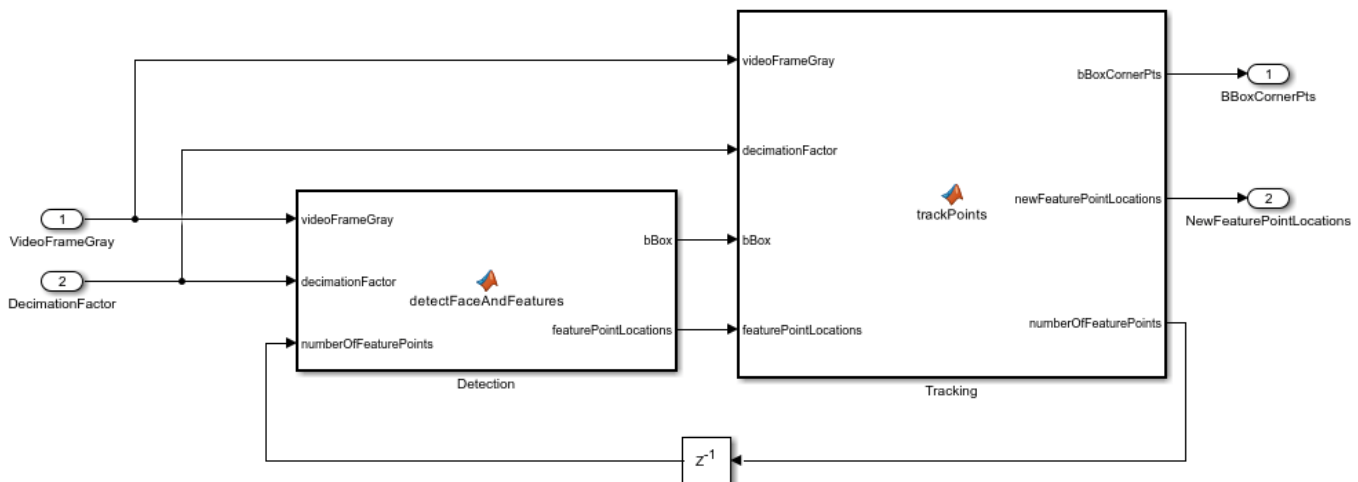 videoFrameGray
bBoxCornerPts
1
BBoxCornerPts
decimationFactor
trackPoints
newFeaturePointLocations
2
NewFeaturePointLocations
1
VideoFrameGray
videoFrameGray
bBox
bBox
2
DecimationFactor
decimationFactor
detectFaceAndFeatures
featurePointLocations
featurePointLocations
numberOfFeaturePoints
numberOfFeaturePoints
Detection
Tracking
z-1